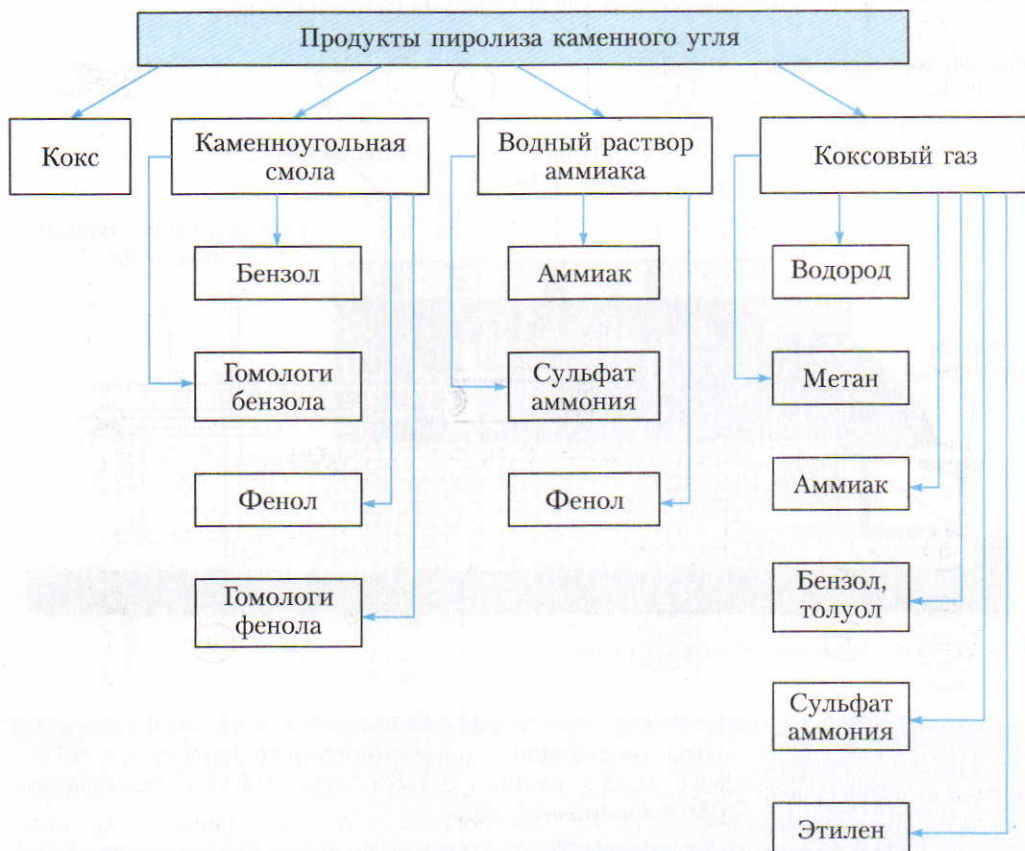 Продукты пиролиза каменного угля
Кокс
Каменноугольная
смола
Водный раствор
аммиака
Коксовый газ
Бензол
Аммиак
Водород
Гомологи
бензола
Сульфат
аммония
Метан
Фенол
Фенол
Аммиак
Гомологи
фенола
Бензол,
толуол
Сульфат
аммония
Этилен